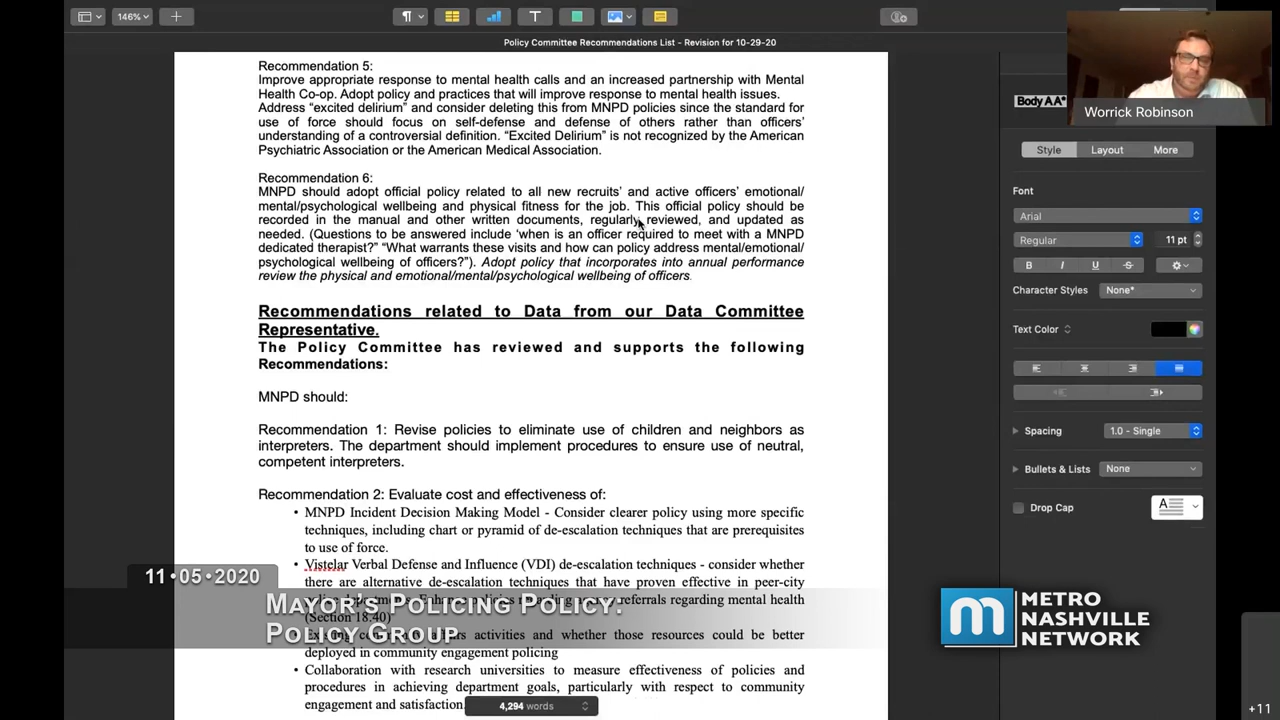 146%
Policy Committee Recommendations List - Revision for 10-29-20
Worrick Robinson
Recommendation 5:
Improve appropriate response to mental health calls and an increased partnership with Mental
Health Co-op. Adopt policy and practices that will improve response to mental health issues.
Address “excited delirium” and consider deleting this from MNPD policies since the standard for
use of force should focus on self-defense and defense of others rather than officers’
understanding of a controversial definition. “Excited Delirium” is not recognized by the American
Psychiatric Association or the American Medical Association.
Recommendation 6:
MNPD should adopt official policy related to all new recruits’ and active officers’ emotional/
mental/psychological wellbeing and physical fitness for the job. This official policy should be
recorded in the manual and other written documents, regularly reviewed, and updated as
needed. (Questions to be answered include ‘when is an officer required to meet with a MNPD
dedicated therapist?” “What warrants these visits and how can policy address mental/emotional/
psychological wellbeing of officers?”). Adopt policy that incorporates into annual performance
review the physical and emotional/mental/psychological wellbeing of officers.
Recommendations related to Data from our Data Committee
Representative.
The Policy Committee has reviewed and supports the following
Recommendations:
MNPD should:
Recommendation 1: Revise policies to eliminate use of children and neighbors as
interpreters. The department should implement procedures to ensure use of neutral,
competent interpreters.
Recommendation 2: Evaluate cost and effectiveness of:
• MNPD Incident Decision Making Model - Consider clearer policy using more specific
techniques, including chart or pyramid of de-escalation techniques that are prerequisites
to use of force.
• Vistelar Verbal Defense and Influence (VDI) de-escalation techniques - consider whether
there are alternative de-escalation techniques that have proven effective in peer-city
referrals regarding mental health
(Section 18.40)
activities and whether those resources could be better
deployed in community engagement policing
• Collaboration with research universities to measure effectiveness of policies and
procedures in achieving department goals, particularly with respect to community
engagement and satisfaction.
4,294 words
Body AA*
Style Layout More
Font
Arial
Regular 11 pt
B I U S
Character Styles None*
Text Color
Spacing 1.0 - Single
Bullets & Lists None
Drop Cap
A
11•05•2020
MAYOR’S POLICING POLICY:
POLICY GROUP
METRO
NASHVILLE
NETWORK
+11